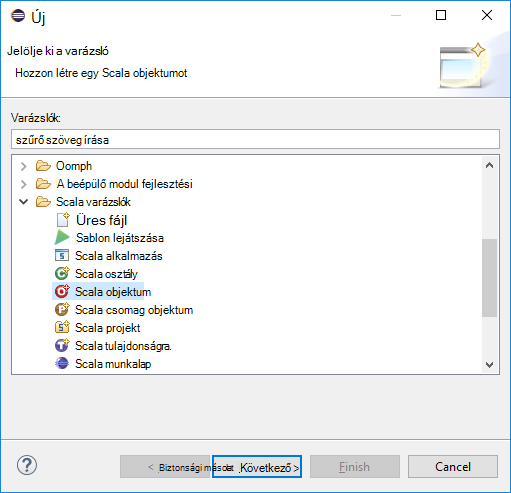 Új
Jelölje ki a varázsló
Hozzon létre egy Scala objektumot
Varázslók:
szűrő szöveg írása
Oomph
A beépülő modul fejlesztési
Scala varázslók
Üres fájl
Sablon lejátszása
Scala alkalmazás
Scala osztály
Scala objektum
Scala csomag objektum
Scala projekt
Scala tulajdonságra.
Scala munkalap
< Biztonsági másolat Következő > Finish Cancel